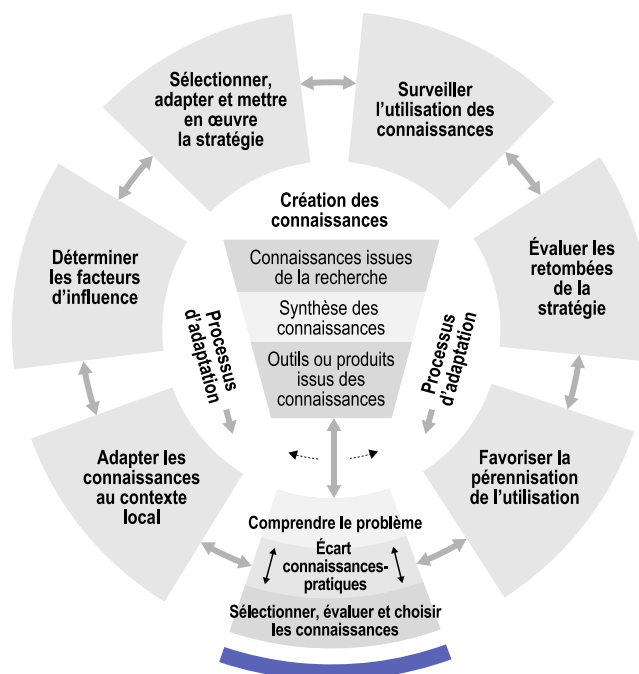 Sélectionner,
adapter et mettre
en œuvre
la stratégie
Surveiller
l'utilisation des
connaissances
Création des
connaissances
Connaissances issues
de la recherche
Synthèse des
connaissances
Outils ou produits
issus des
connaissances
Déterminer
les facteurs
d'influence
Évaluer les
retombées
de la
stratégie
Processus
d'adaptation
Processus
d'adaptation
Adapter les
connaissances
au contexte
local
Favoriser la
pérennisation
de l'utilisation
Comprendre le problème
Écart
connaissances-
pratiques
Sélectionner, évaluer et choisir
les connaissances